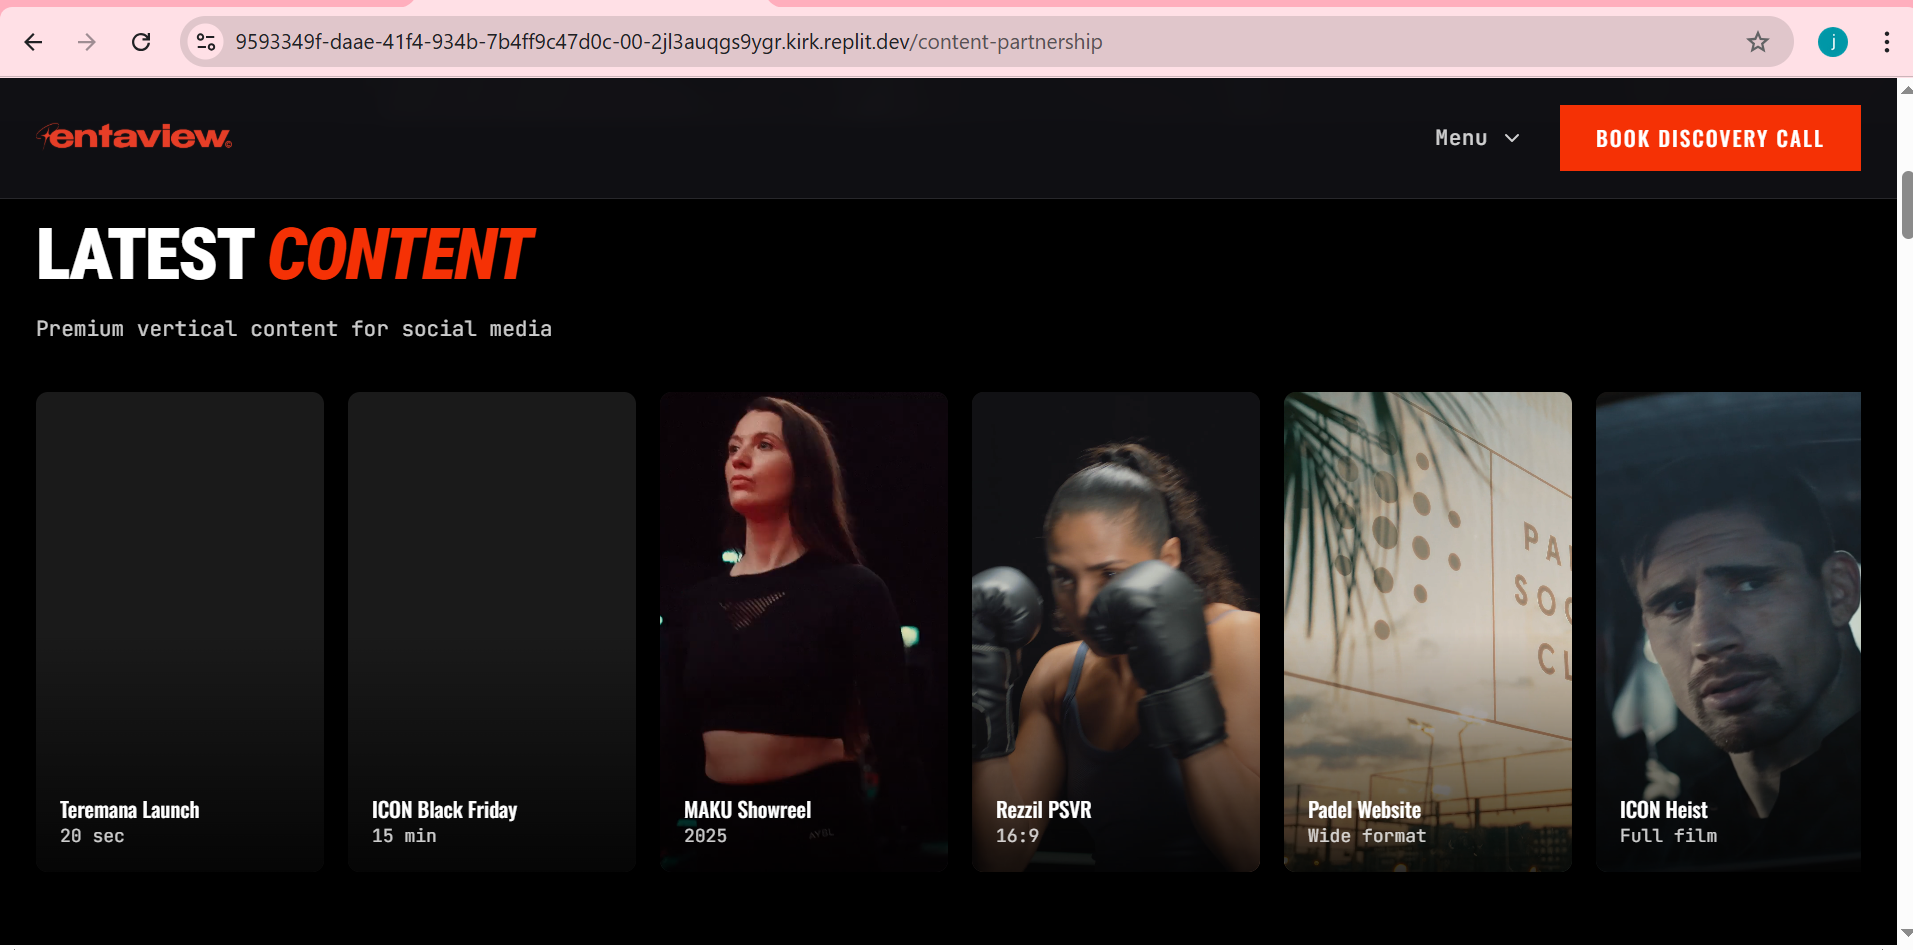 9593349f-daae-41f4-934b-7b4ff9c47d0c-00-2jl3auqgs9ygr.kirk.replit.dev/content-partnership
j
entaview.©
Menu
BOOK DISCOVERY CALL
LATEST CONTENT
Premium vertical content for social media
PA
SOC
CL
Teremana Launch
20 sec
ICON Black Friday
15 min
MAKU Showreel
2025
AYBL
Rezzil PSVR
16:9
Padel Website
Wide format
ICON Heist
Full film